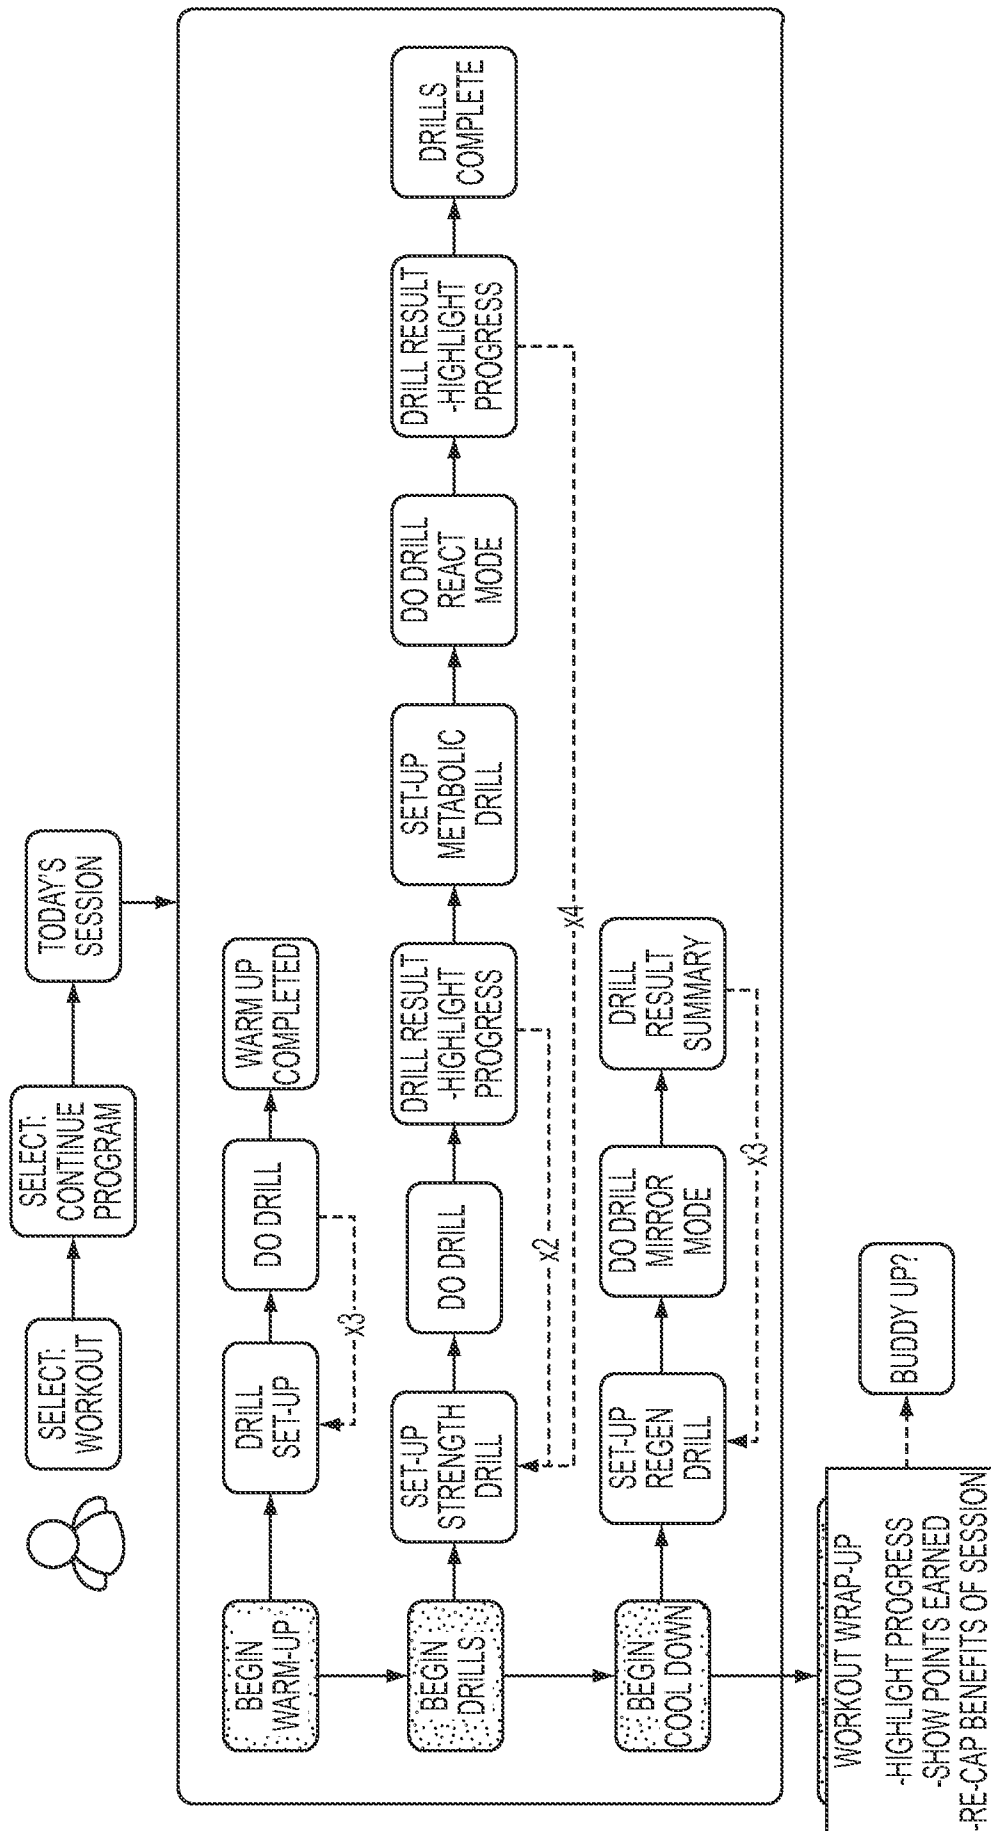 SELECT:
WORKOUT
SELECT:
CONTINUE
PROGRAM
TODAY'S
SESSION
BEGIN
WARM-UP
DRILL
SET-UP
DO DRILL
WARM UP
COMPLETED
x3
BEGIN
DRILLS
SET-UP
STRENGTH
DRILL
DO DRILL
DRILL RESULT
-HIGHLIGHT
PROGRESS
SET-UP
METABOLIC
DRILL
DO DRILL
REACT
MODE
DRILL RESULT
-HIGHLIGHT
PROGRESS
DRILLS
COMPLETE
x2
x4
BEGIN
COOL DOWN
SET-UP
REGEN
DRILL
DO DRILL
MIRROR
MODE
DRILL
RESULT
SUMMARY
x3
WORKOUT WRAP-UP
-HIGHLIGHT PROGRESS
-SHOW POINTS EARNED
-RE-CAP BENEFITS OF SESSION
BUDDY UP?